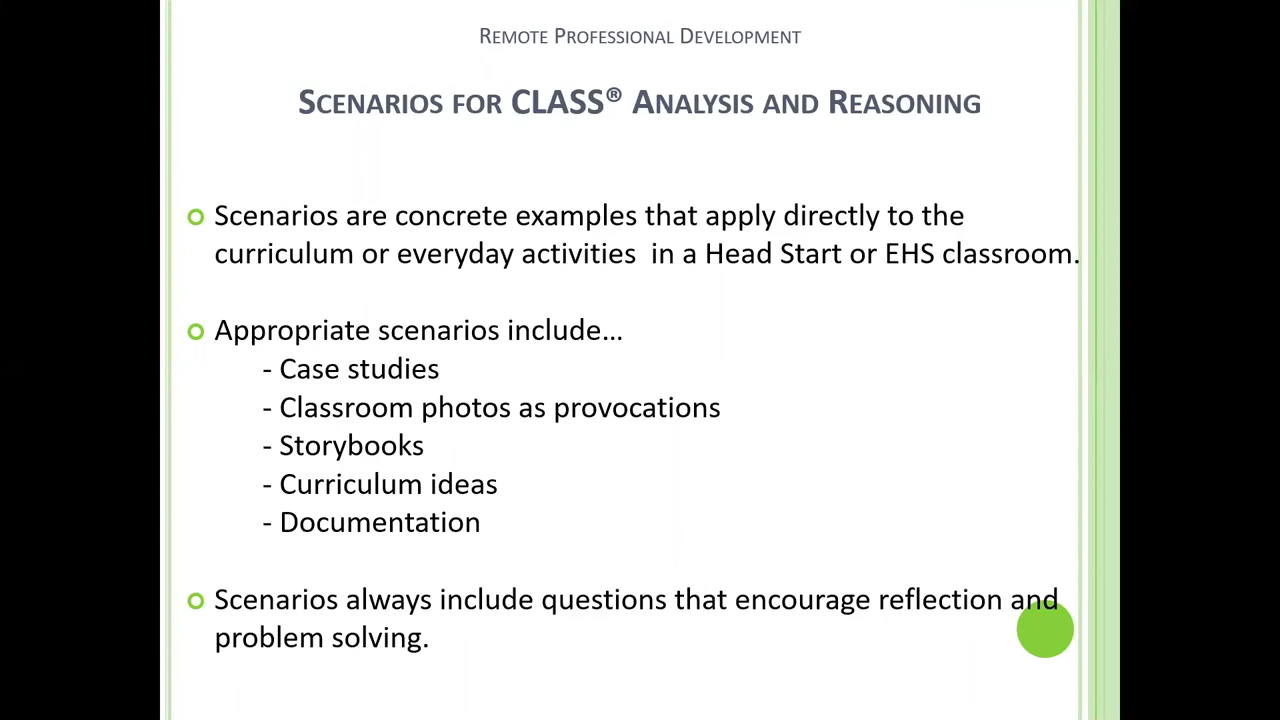 Remote Professional Development
Scenarios for CLASS® Analysis and Reasoning
Scenarios are concrete examples that apply directly to the
curriculum or everyday activities  in a Head Start or EHS classroom.
Appropriate scenarios include…
- Case studies
- Classroom photos as provocations
- Storybooks
- Curriculum ideas
- Documentation
Scenarios always include questions that encourage reflection and
problem solving.